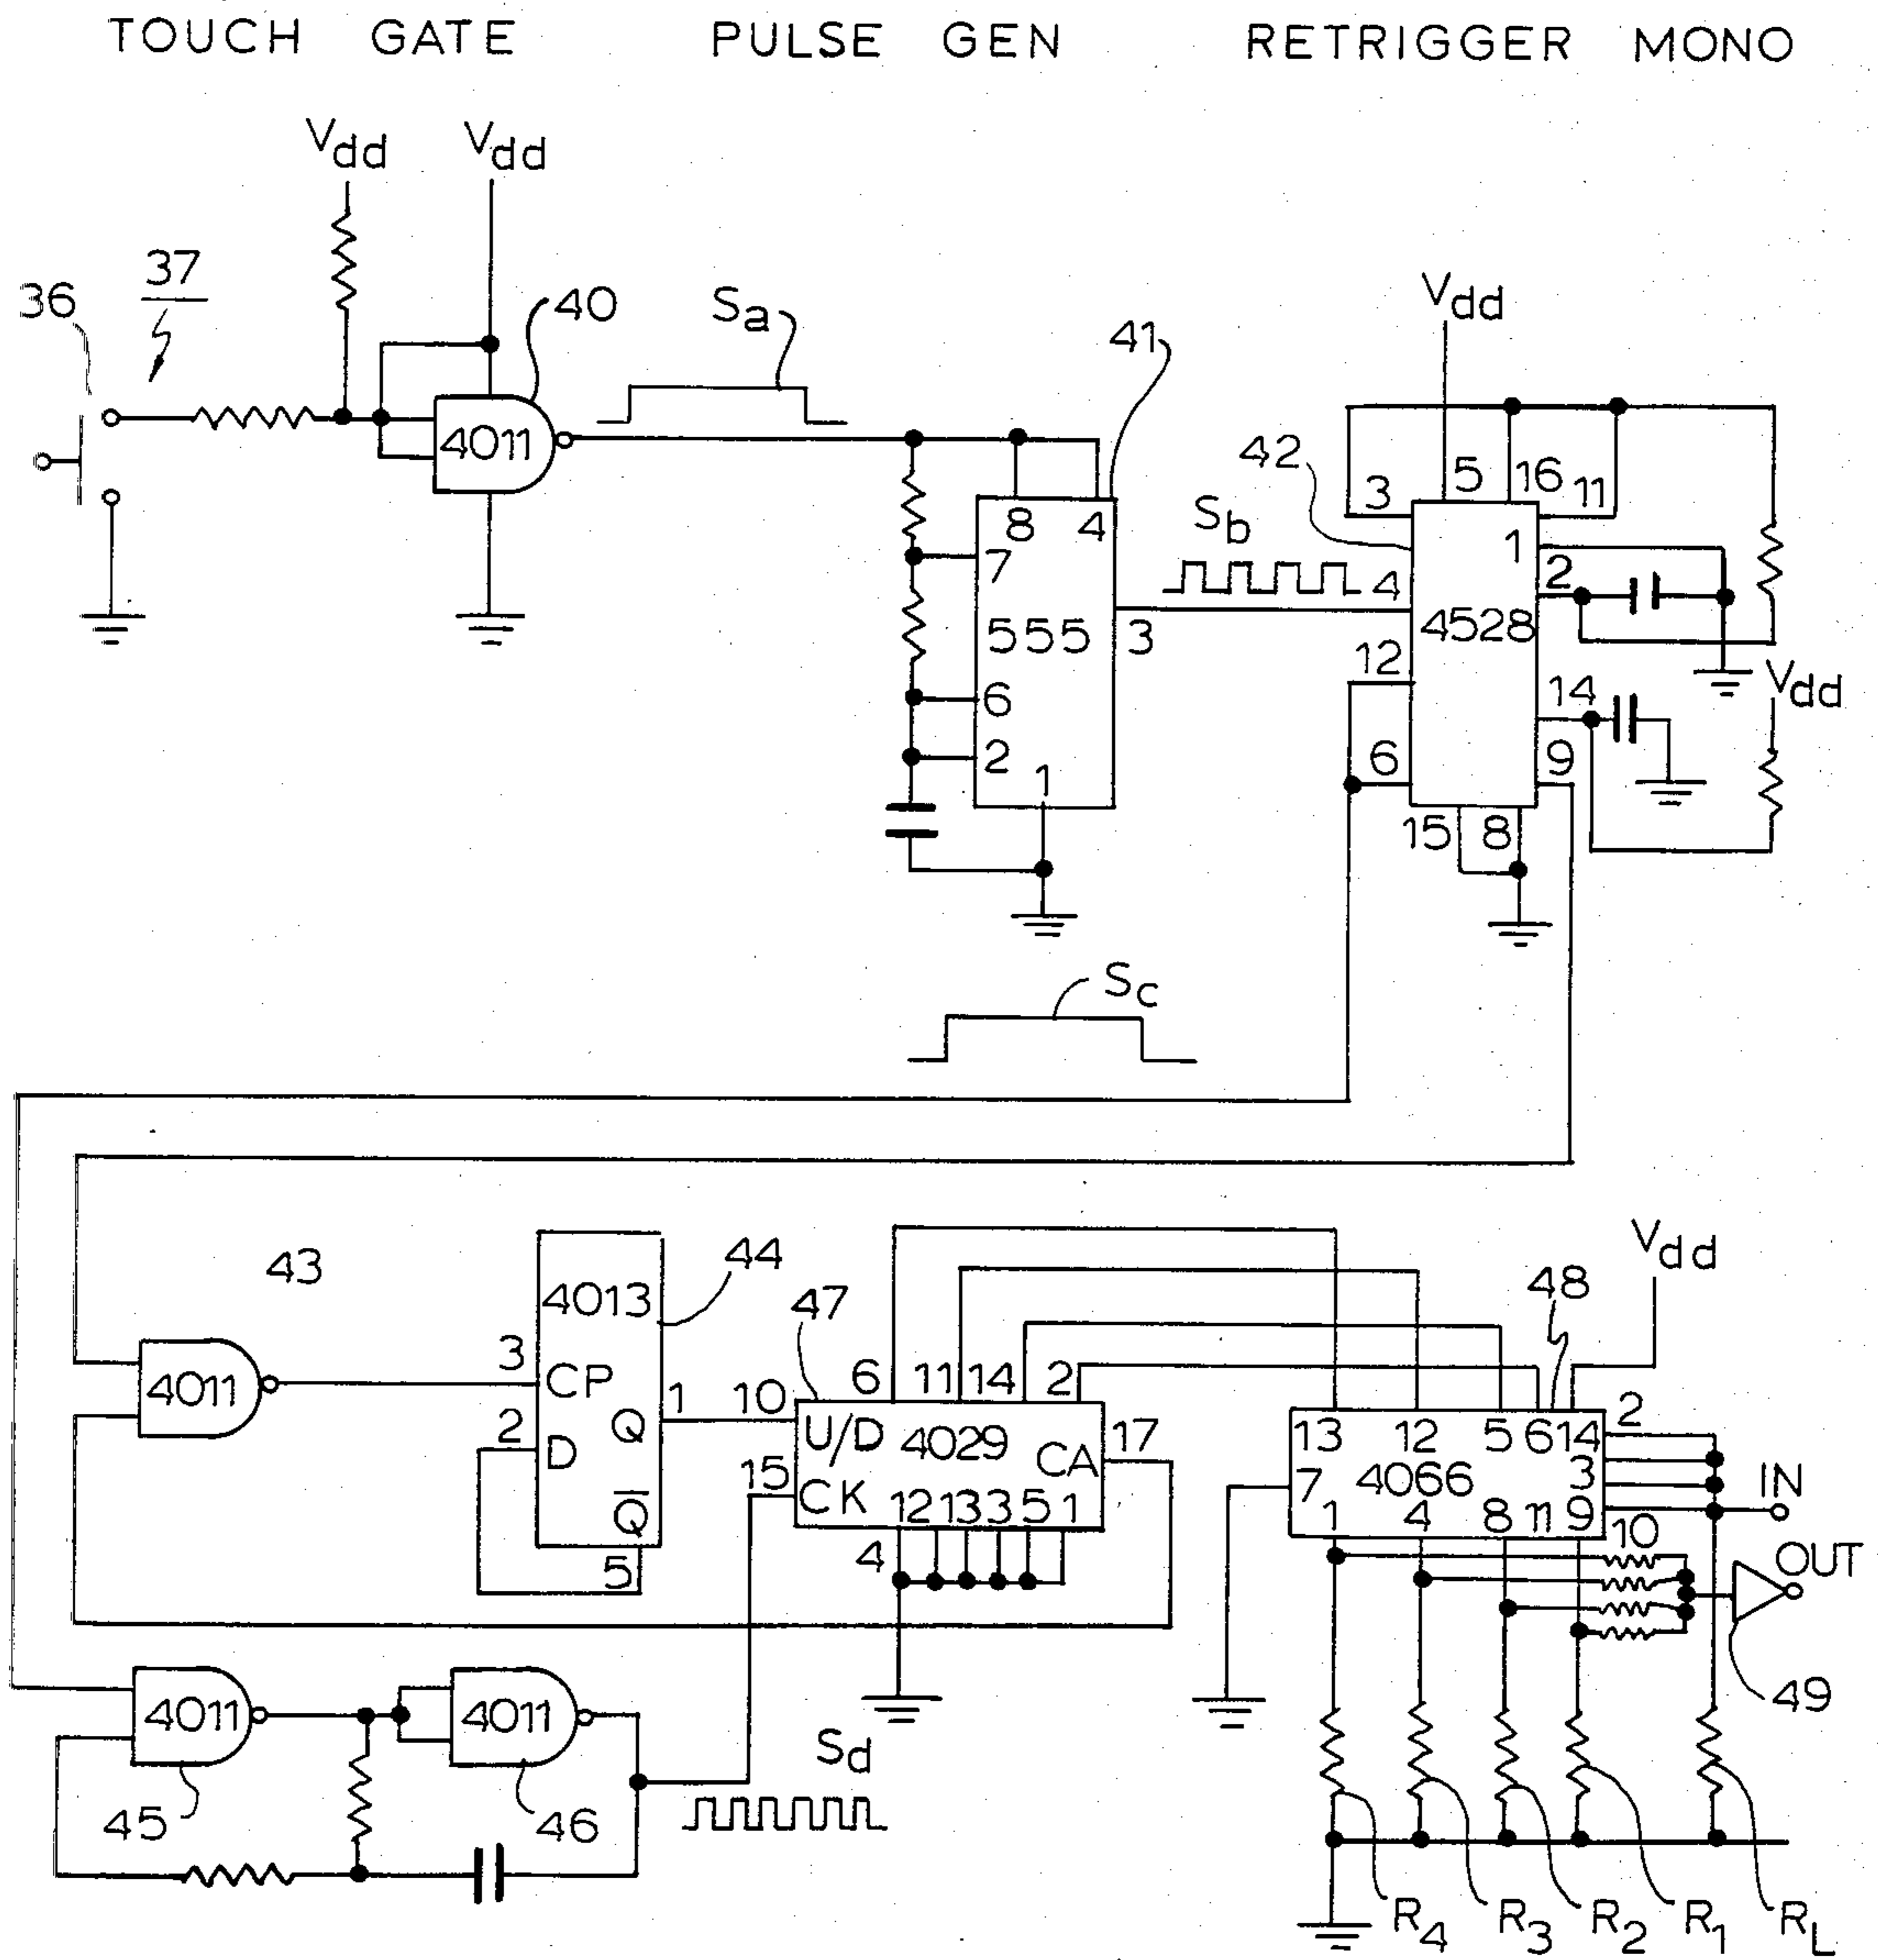 TOUCH GATE PULSE GEN RETRIGGER MONO
Vdd Vdd
37
36
40
Sa
41
Vdd
4011
42
3 5 16 11
8 4
Sb
1
7
4
2
555 3
4528
12
14
Vdd
6
6
9
2
1
15 8
Sc
43
4013
44
47
48
Vdd
3 CP
4011
6 11 14 2
1 10
2 D
Q
U/D 4029
CA 17
13 12 5 6 14 2
15 CK
7 4066 3
IN
12 13 3 5 1
1 4 8 11 9
10
Q
5
4
OUT
4011
4011
49
Sd
45
46
R4 R3 R2 R1 RL